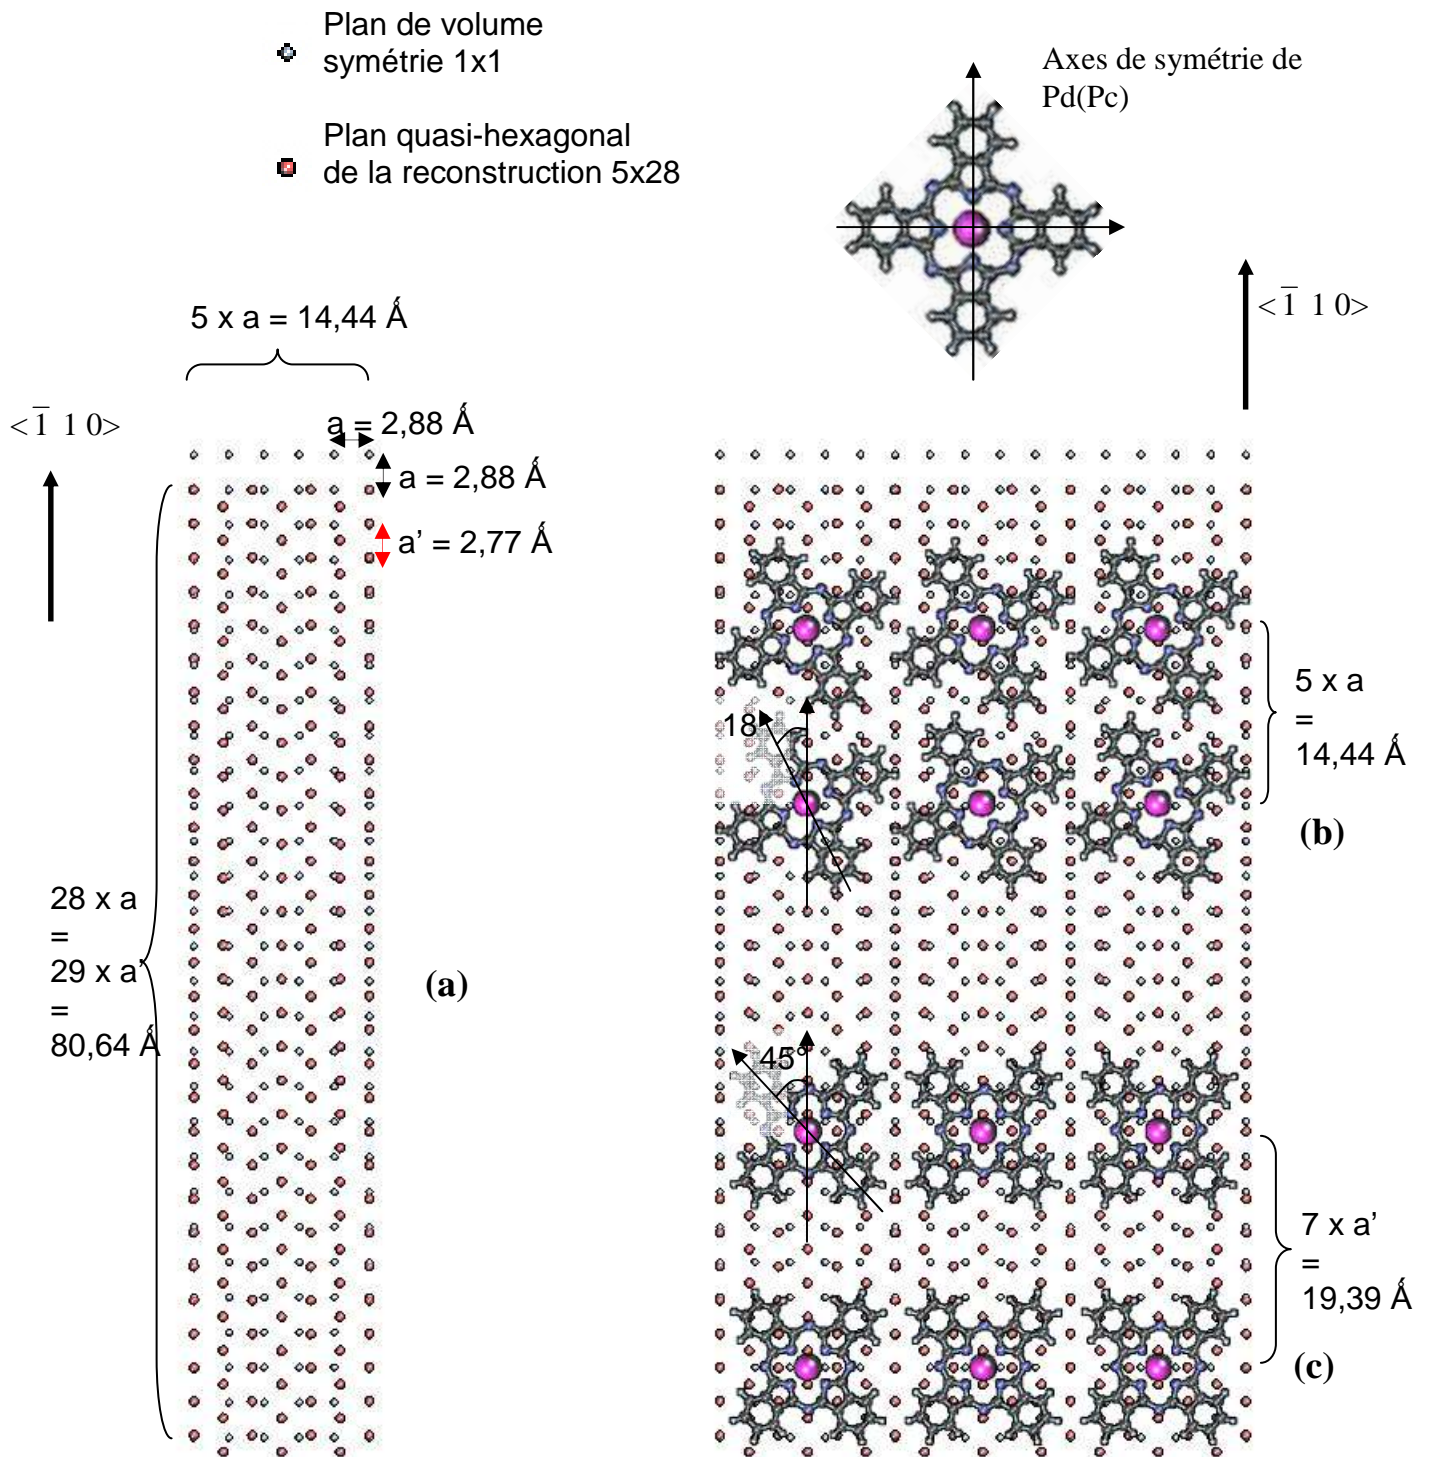 Plan de volume
symétrie 1x1
Plan quasi-hexagonal
de la reconstruction 5x28
Axes de symétrie de
Pd(Pc)
< 1̅ 1 0>
5 x a = 14,44 Å
< 1̅ 1 0>
a = 2,88 Å
a = 2,88 Å
a' = 2,77 Å
28 x a
=
29 x a'
=
80,64 Å
(a)
18°
5 x a
=
14,44 Å
(b)
45°
7 x a'
=
19,39 Å
(c)